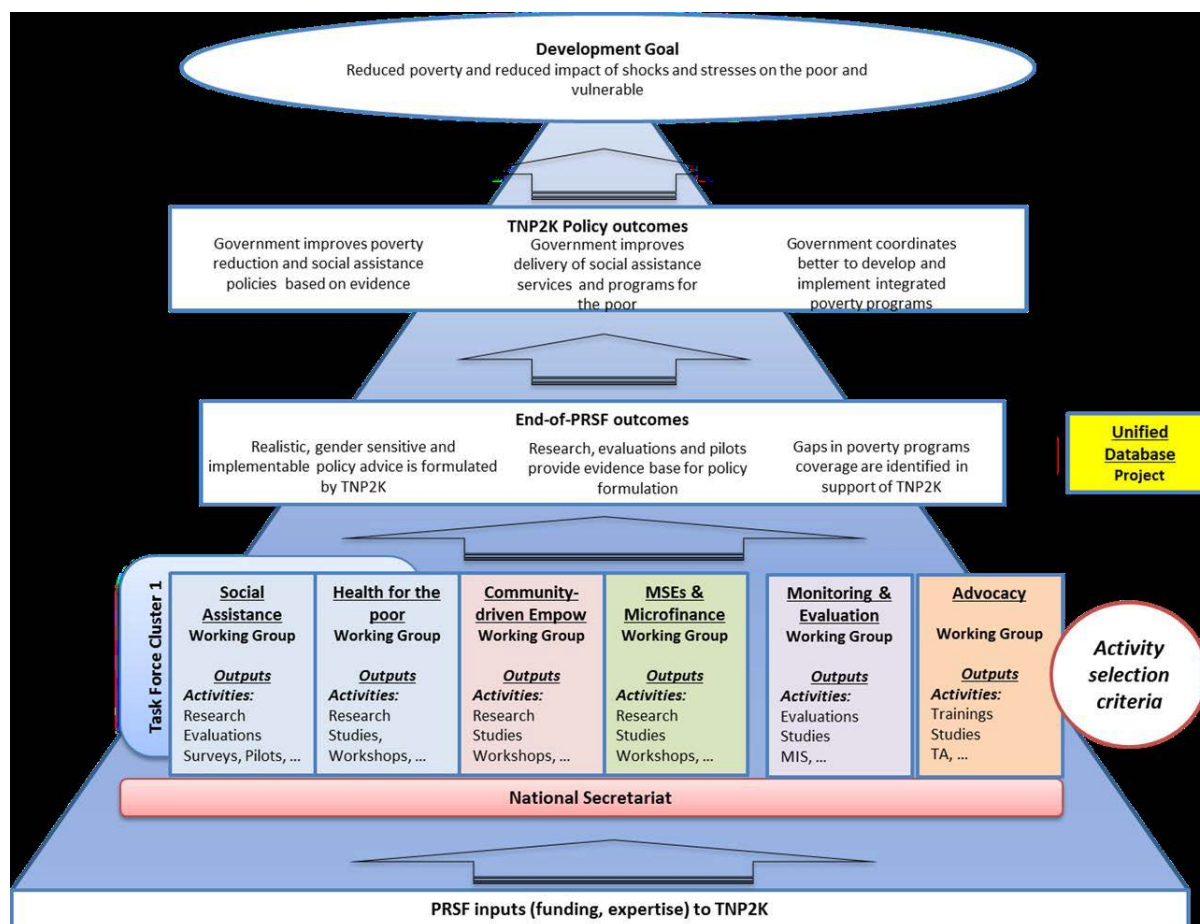 Development Goal
Reduced poverty and reduced impact of shocks and stresses on the poor and
vulnerable
TNP2K Policy outcomes
Government improves poverty
reduction and social assistance
policies based on evidence
Government improves
delivery of social assistance
services and programs for
the poor
Government coordinates
better to develop and
implement integrated
poverty programs
End-of-PRSF outcomes
Realistic, gender sensitive and
implementable policy advice is formulated
by TNP2K
Research, evaluations and pilots
provide evidence base for policy
formulation
Gaps in poverty programs
coverage are identified in
support of TNP2K
Unified
Database
Project
Task Force Cluster 1
Social
Assistance
Working Group
Outputs
Activities:
Research
Evaluations
Surveys, Pilots, ...
Health for the
poor
Working Group
Outputs
Activities:
Research
Studies,
Workshops, ...
Community-
driven Empow
Working Group
Outputs
Activities:
Research
Studies
Workshops, ...
MSEs &
Microfinance
Working Group
Outputs
Activities:
Research
Studies
Workshops, ...
Monitoring &
Evaluation
Working Group
Outputs
Activities:
Evaluations
Studies
MIS, ...
Advocacy
Working Group
Outputs
Activities:
Trainings
Studies
TA, ...
Activity
selection
criteria
National Secretariat
PRSF inputs (funding, expertise) to TNP2K